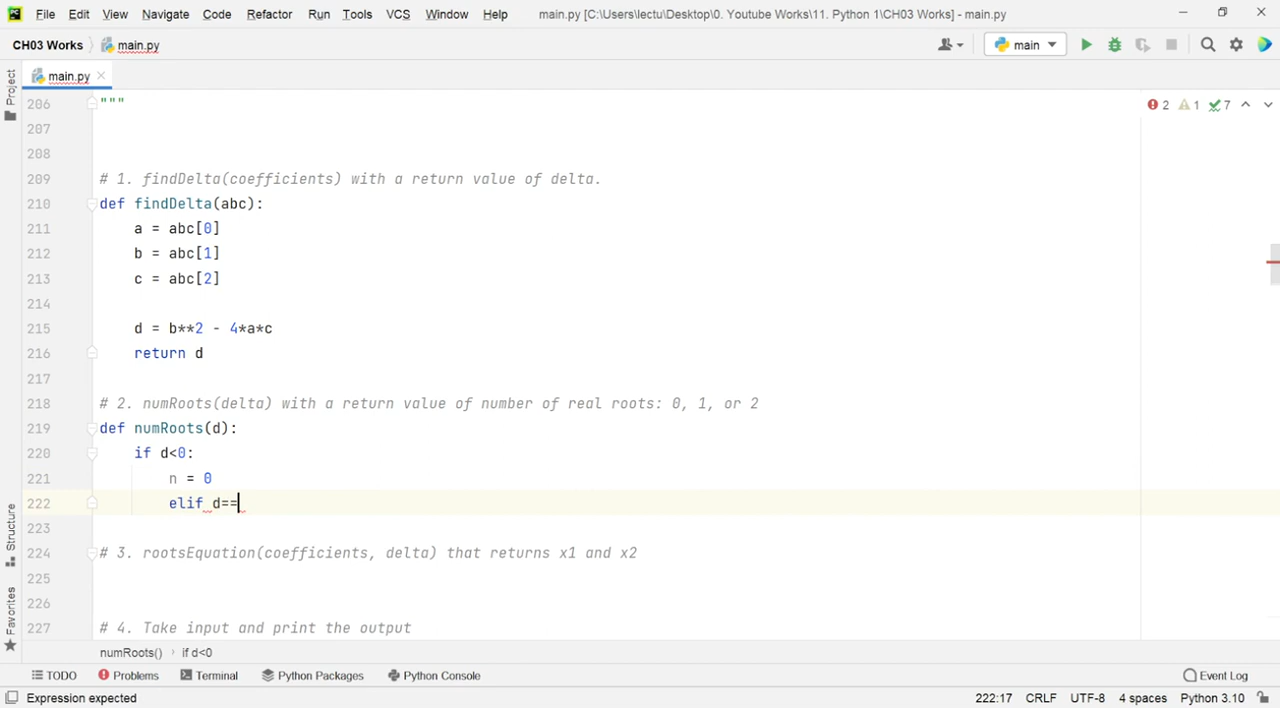 PC File Edit View Navigate Code Refactor Run Tools VCS Window Help main.py [C:\Users\lectu\Desktop\0. Youtube Works\11. Python 1\CH03 Works] - main.py
CH03 Works main.py main
main.py
Project
2 1 7
206 """
207
208
209 # 1. findDelta(coefficients) with a return value of delta.
210 def findDelta(abc):
211 a = abc[0]
212 b = abc[1]
213 c = abc[2]
214
215 d = b**2 - 4*a*c
216 return d
217
218 # 2. numRoots(delta) with a return value of number of real roots: 0, 1, or 2
219 def numRoots(d):
220 if d<0:
221 n = 0
222 elif d==
223
224 # 3. rootsEquation(coefficients, delta) that returns x1 and x2
225
226
227 # 4. Take input and print the output
Structure
Favorites
numRoots() › if d<0
TODO Problems Terminal Python Packages Python Console Event Log
Expression expected 222:17 CRLF UTF-8 4 spaces Python 3.10